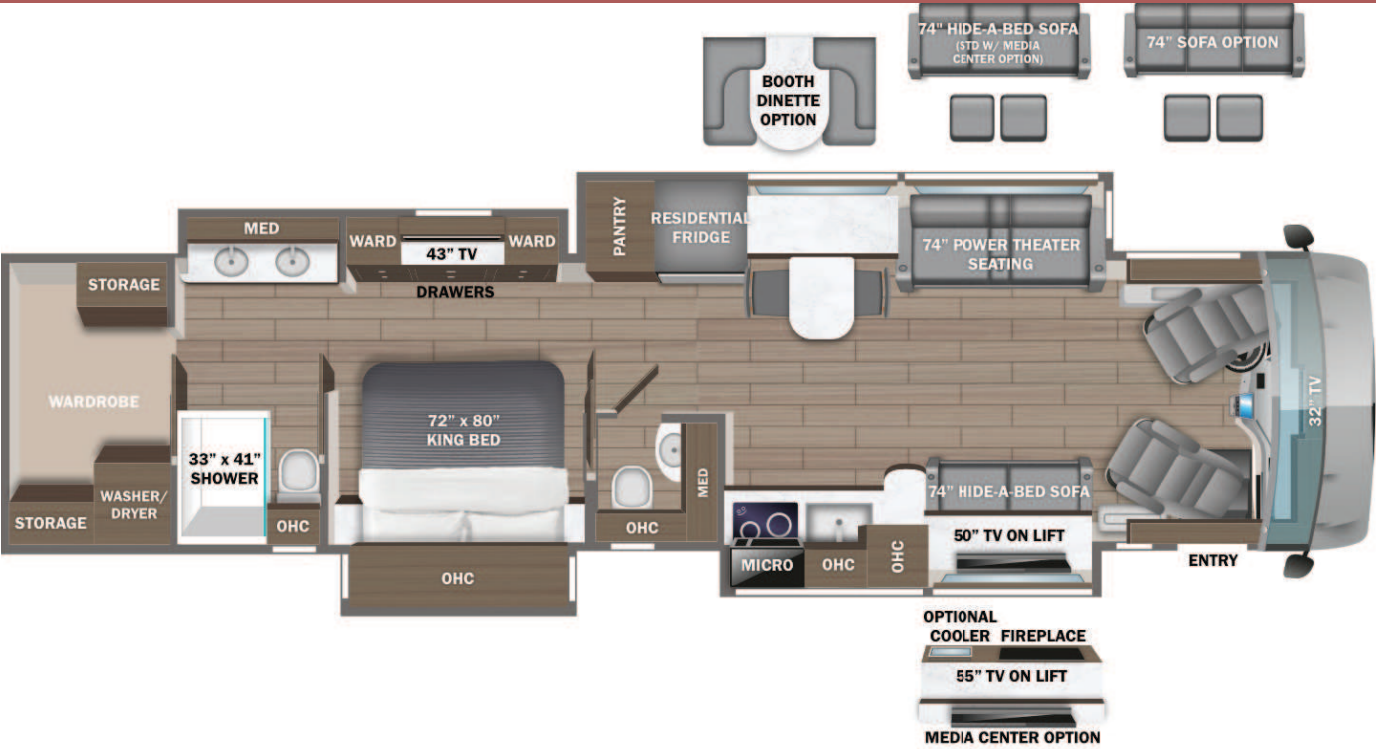 74" HIDE-A-BED SOFA
(STD W/ MEDIA
CENTER OPTION)
74" SOFA OPTION
BOOTH
DINETTE
OPTION
MED
WARD
43" TV
WARD
DRAWERS
PANTRY
RESIDENTIAL
FRIDGE
74" POWER THEATER
SEATING
STORAGE
WARDROBE
32" TV
72" x 80"
KING BED
33" x 41"
SHOWER
WASHER/
DRYER
STORAGE
OHC
OHC
MED
74" HIDE-A-BED SOFA
50" TV ON LIFT
MICRO
OHC
OHC
ENTRY
OHC
OPTIONAL
COOLER FIREPLACE
55" TV ON LIFT
MEDIA CENTER OPTION